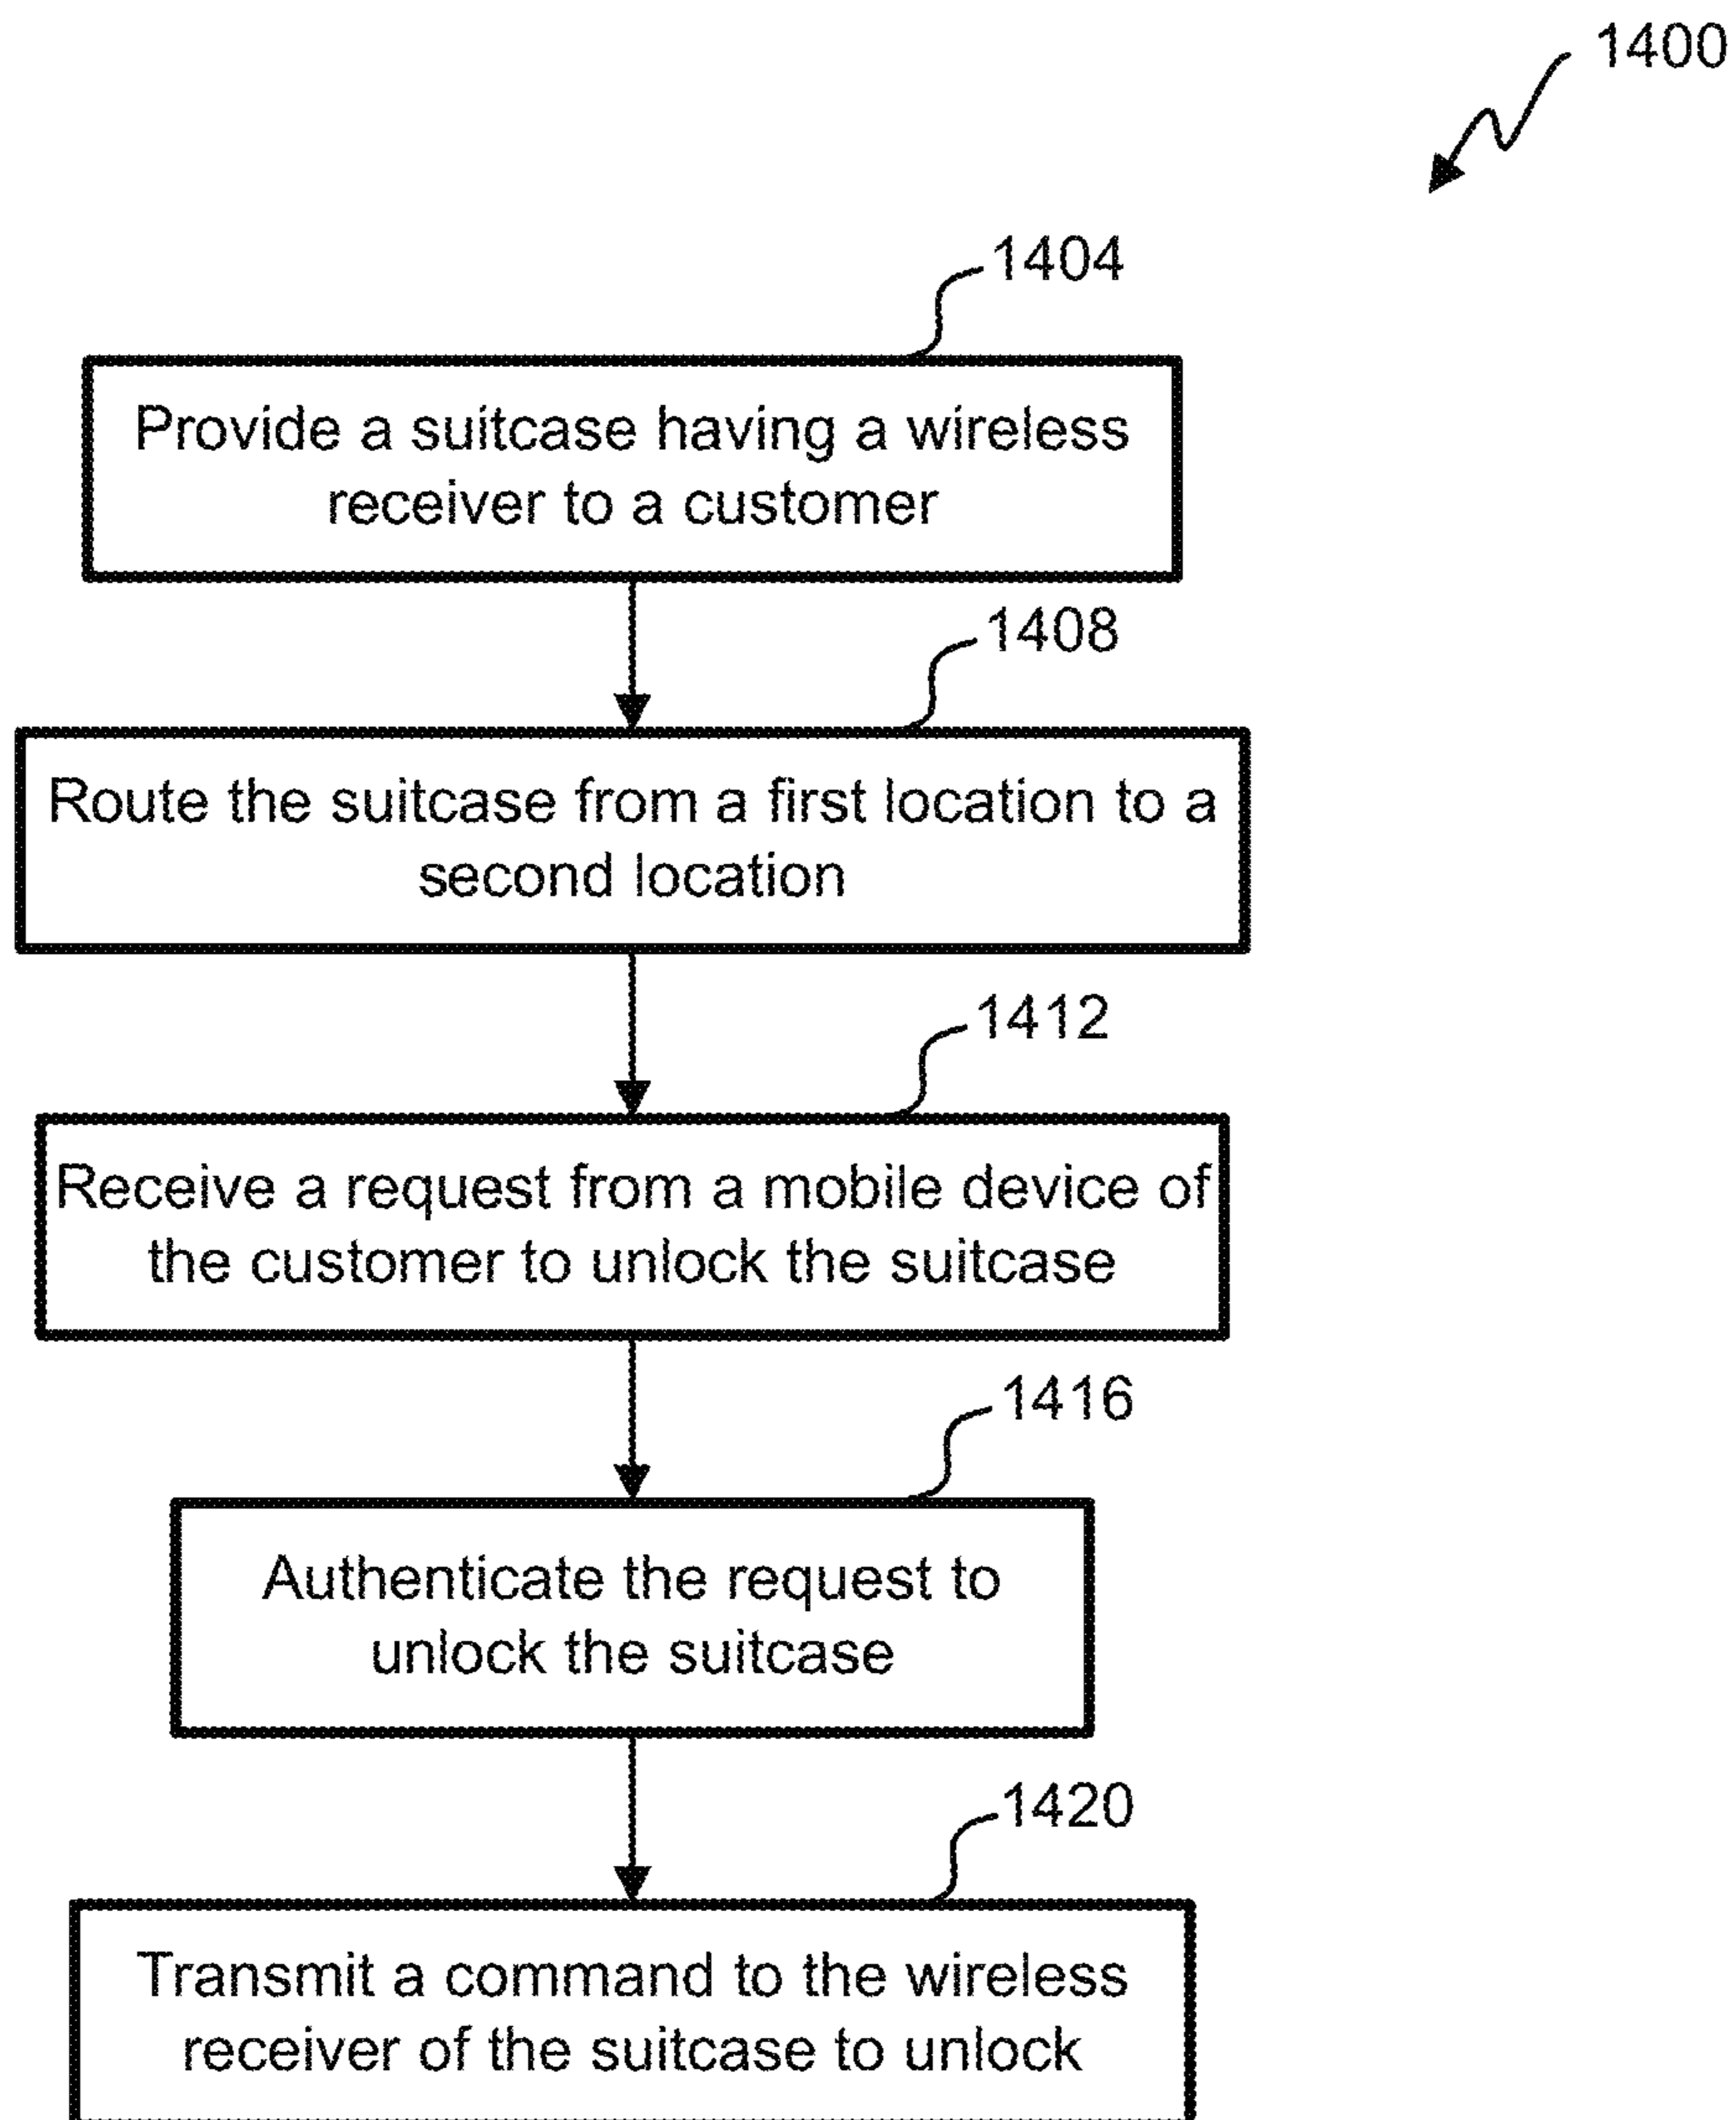 1400
1404
Provide a suitcase having a wireless
receiver to a customer
1408
Route the suitcase from a first location to a
second location
1412
Receive a request from a mobile device of
the customer to unlock the suitcase
1416
Authenticate the request to
unlock the suitcase
1420
Transmit a command to the wireless
receiver of the suitcase to unlock